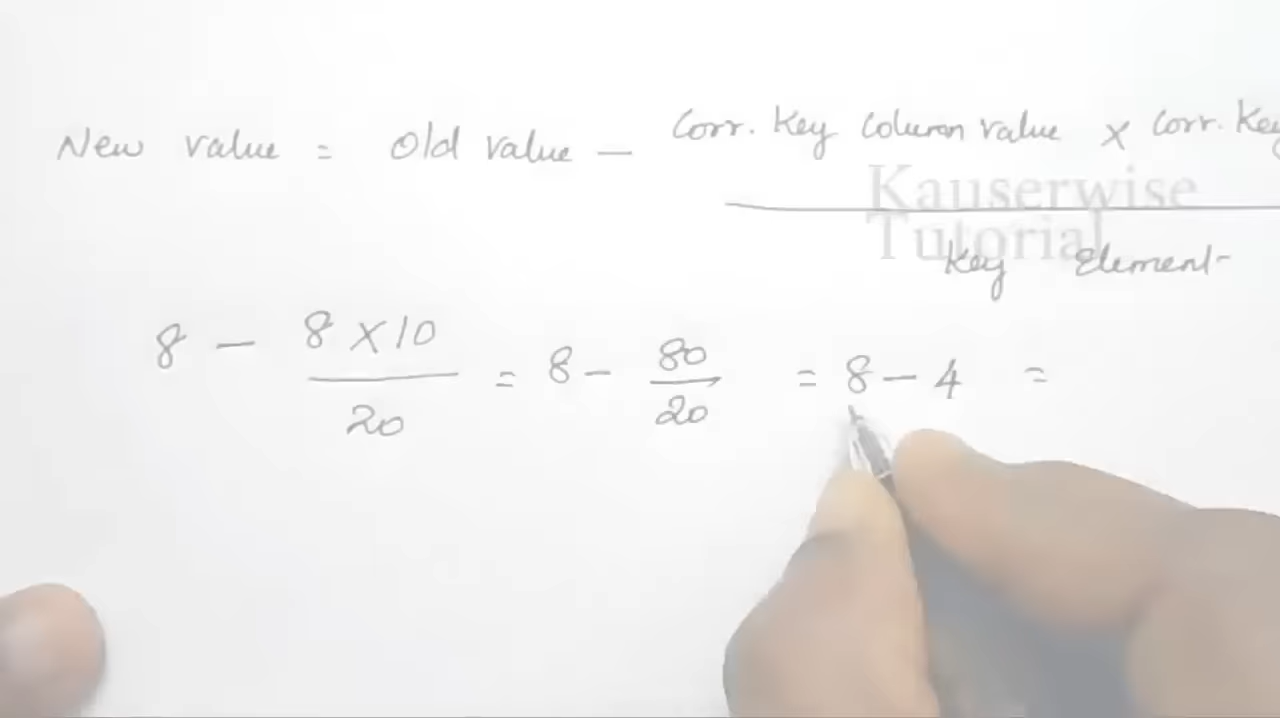 New value = Old value - Corr. Key Column value X Corr. Key
Kauserwise
Tutorial
Key Element
8 - 8 X 10 / 20 = 8 - 80 / 20 = 8 - 4 =